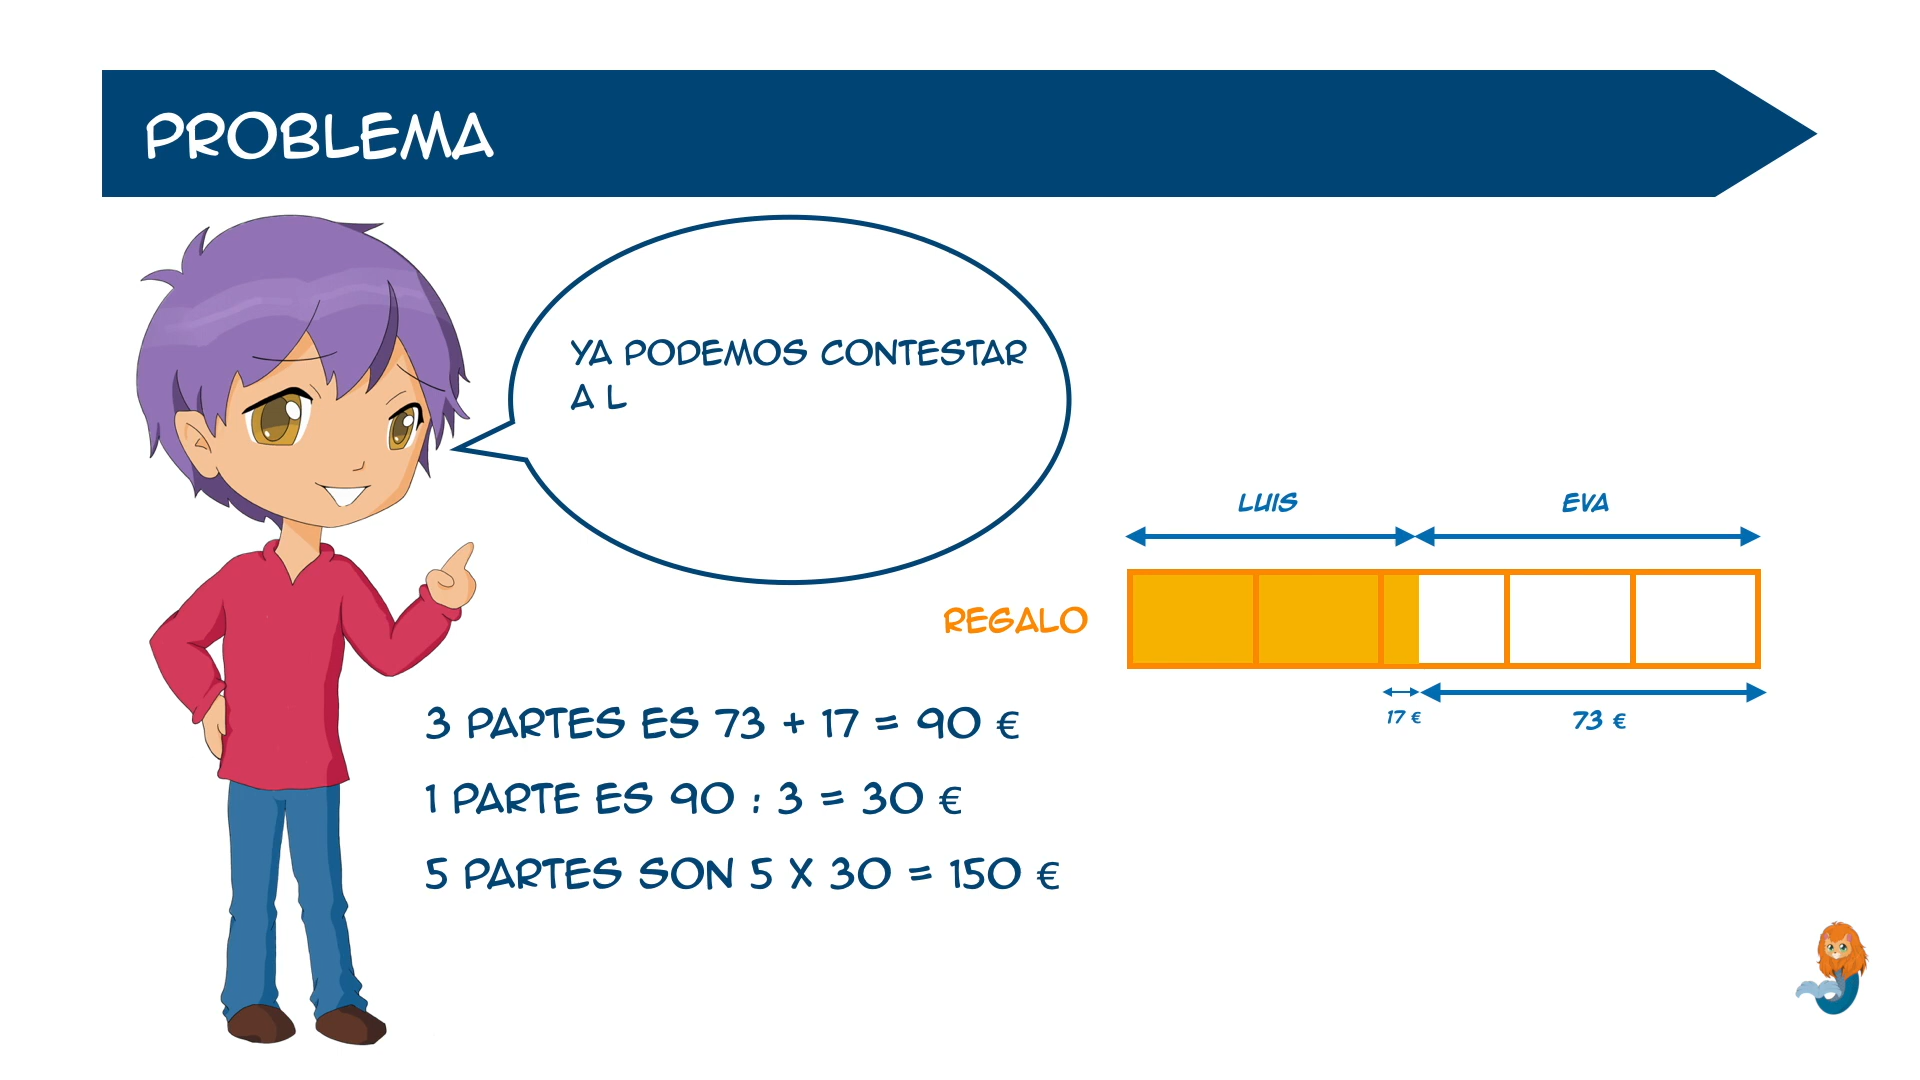 PROBLEMA
YA PODEMOS CONTESTAR
A L
LUIS
EVA
REGALO
17 €
73 €
3 PARTES ES 73 + 17 = 90 €
1 PARTE ES 90 : 3 = 30 €
5 PARTES SON 5 X 30 = 150 €